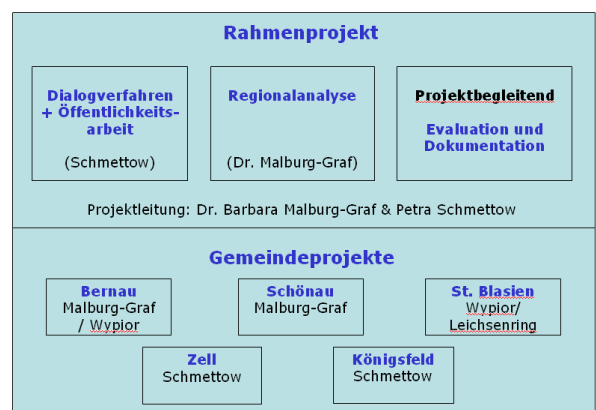 Rahmenprojekt
Dialogverfahren
+ Öffentlichkeits-
arbeit
(Schmettow)
Regionalanalyse
(Dr. Malburg-Graf)
Projektbegleitend
Evaluation und
Dokumentation
Projektleitung: Dr. Barbara Malburg-Graf & Petra Schmettow
Gemeindeprojekte
Bernau
Malburg-Graf
/ Wypior
Schönau
Malburg-Graf
St. Blasien
Wypior/
Leichsenring
Zell
Schmettow
Königsfeld
Schmettow